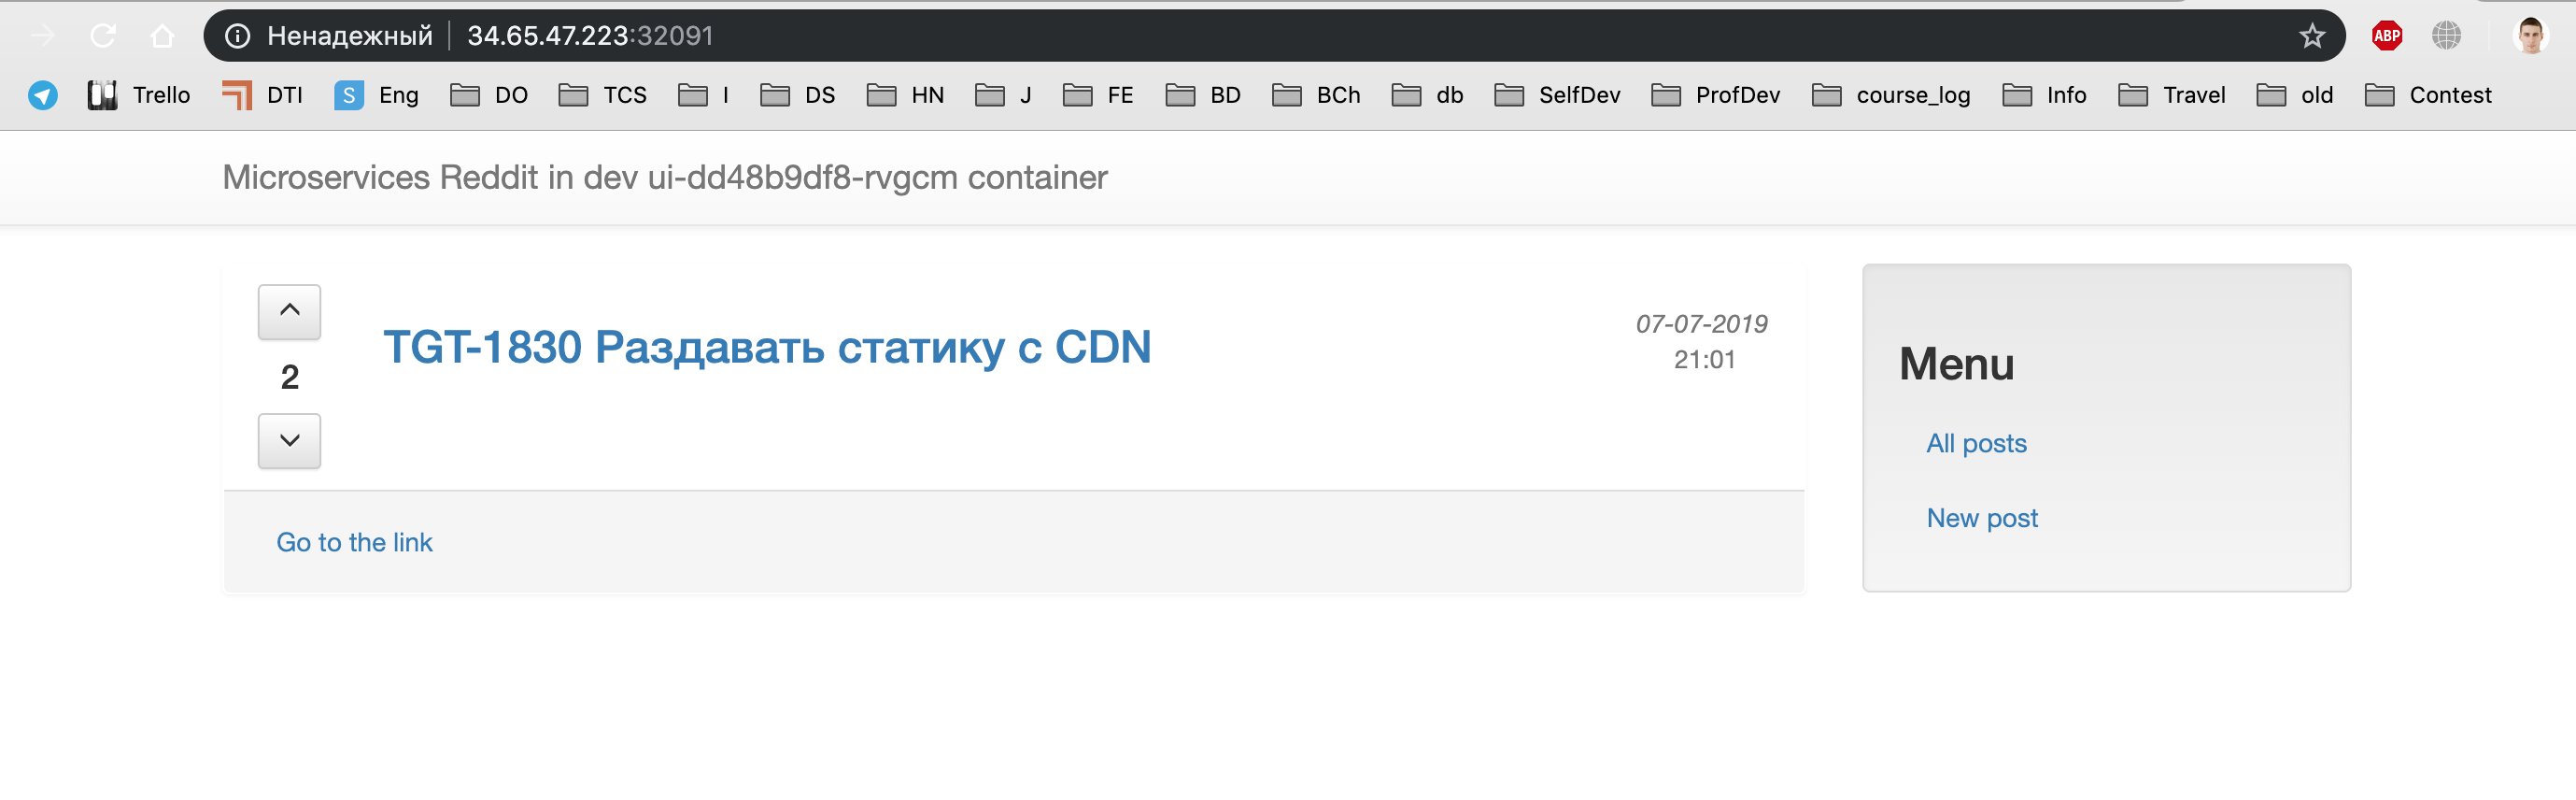 Ненадежный 34.65.47.223:32091
ABP
Trello DTI S Eng DO TCS I DS HN J FE BD BCh db SelfDev ProfDev course_log Info Travel old Contest
Microservices Reddit in dev ui-dd48b9df8-rvgcm container
2
TGT-1830 Раздавать статику с CDN
07-07-2019
21:01
Go to the link
Menu
All posts
New post